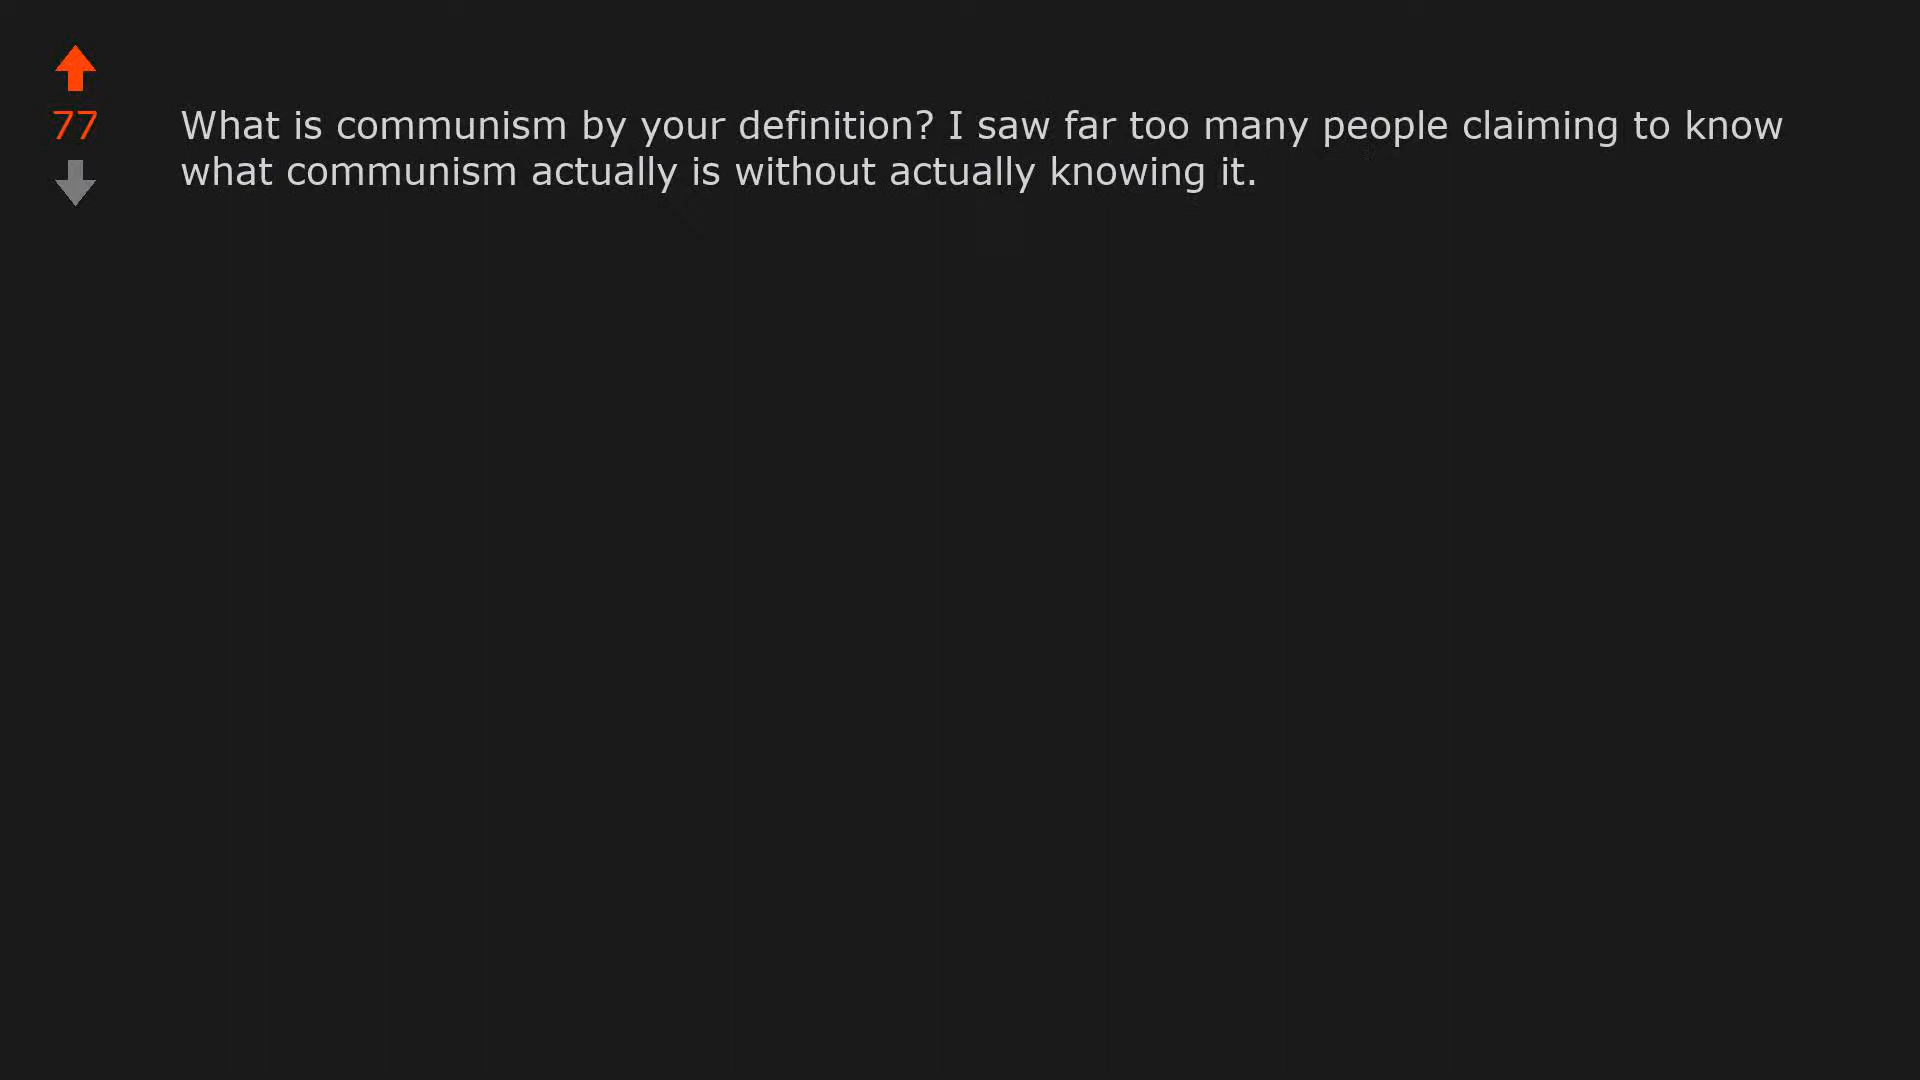 77
What is communism by your definition? I saw far too many people claiming to know
what communism actually is without actually knowing it.